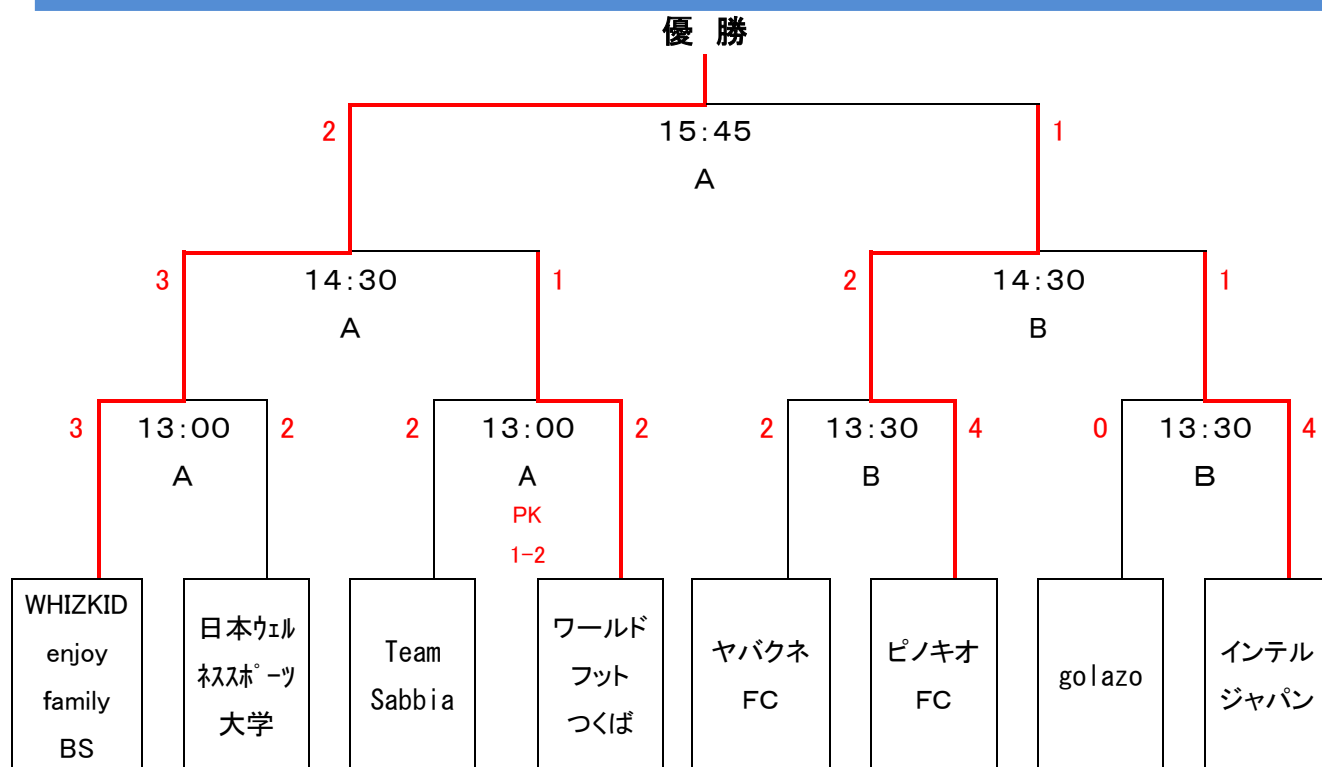 優 勝
2 15:45 1
A
3 14:30 1 2 14:30 1
A B
3 13:00 2 2 13:00 2 2 13:30 4 0 13:30 4
A A B B
PK
1-2
WHIZKID
enjoy
family
BS
日本ｳｪﾙ
ﾈｽｽﾎﾟｰﾂ
大学
Team
Sabbia
ワールド
フット
つくば
ヤバクネ
FC
ピノキオ
FC
golazo
インテル
ジャパン